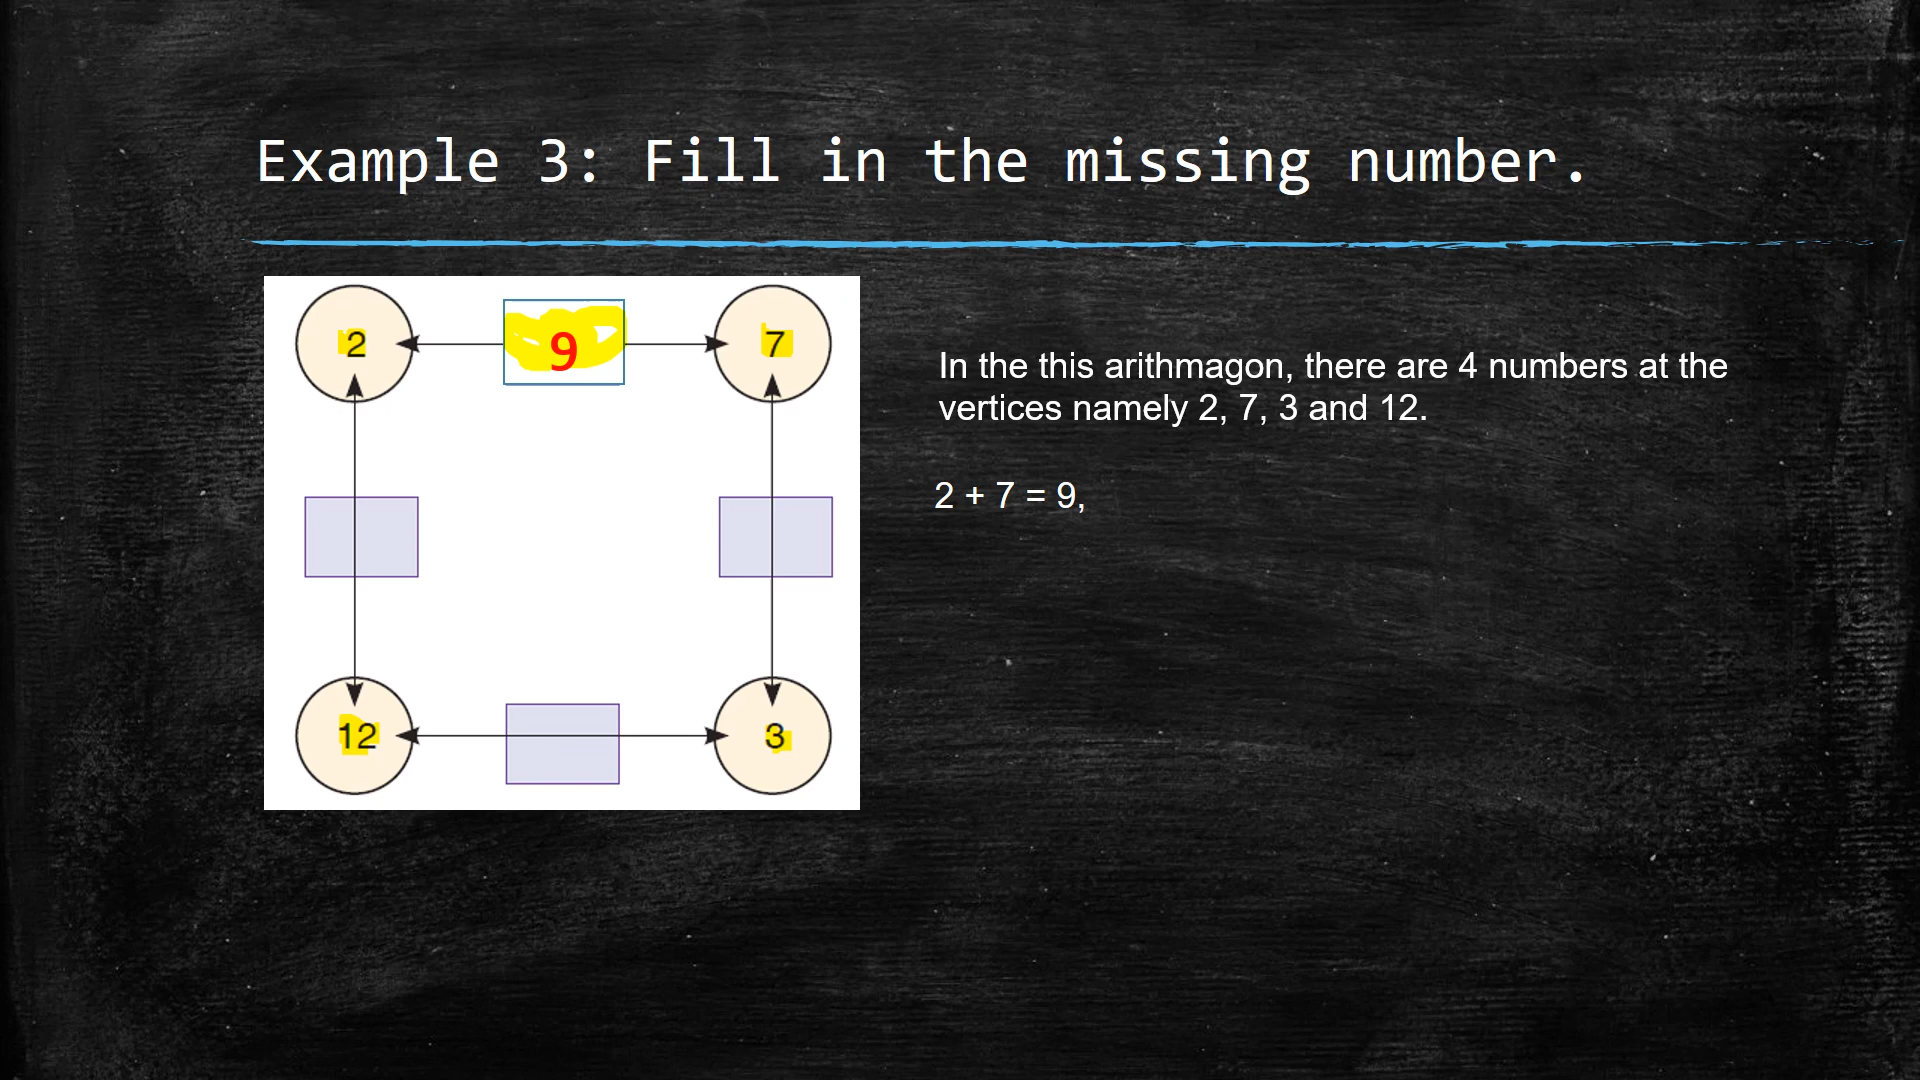 Example 3: Fill in the missing number.
2 9 7
In the this arithmagon, there are 4 numbers at the
vertices namely 2, 7, 3 and 12.
2 + 7 = 9,
12 3